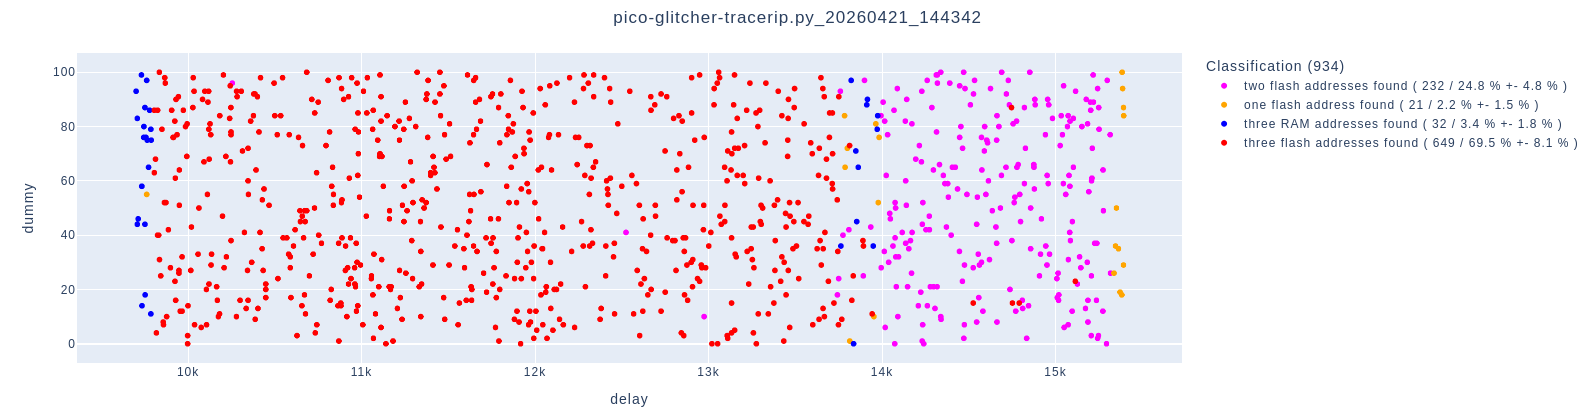 pico-glitcher-tracerip.py_20260421_144342
Classification (934)
two flash addresses found ( 232 / 24.8 % +- 4.8 % )
one flash address found ( 21 / 2.2 % +- 1.5 % )
three RAM addresses found ( 32 / 3.4 % +- 1.8 % )
three flash addresses found ( 649 / 69.5 % +- 8.1 % )
dummy
100
80
60
40
20
0
10k 11k 12k 13k 14k 15k
delay